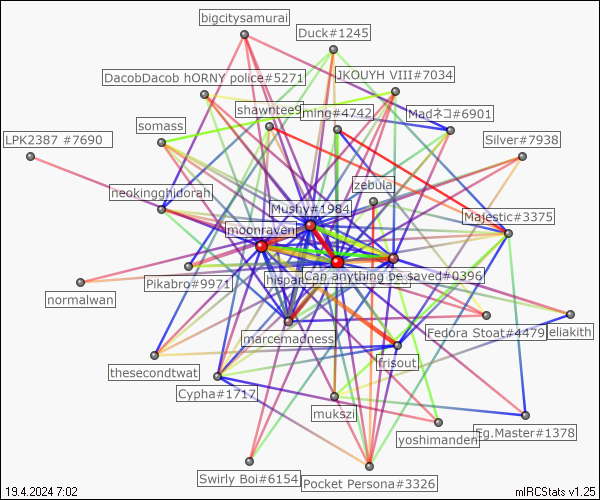 bigcitysamurai
Duck#1245
DacobDacob hORNY police#5271
JKOUYH VIII#7034
shawntee9
ming#4742
Madネコ#6901
somass
LPK2387 #7690
Silver#7938
zebula
neokingghidorah
Mushy#1984
Majestic#3375
moonraven
Pikabro#9971
hispan
Can anything be saved#0396
normalwan
marcemadness
Fedora Stoat#4479
eliakith
thesecondtwat
frisout
Cypha#1717
mukszi
yoshimanden
Eg.Master#1378
Swirly Boi#6154
Pocket Persona#3326
19.4.2024 7:02
mIRCStats v1.25